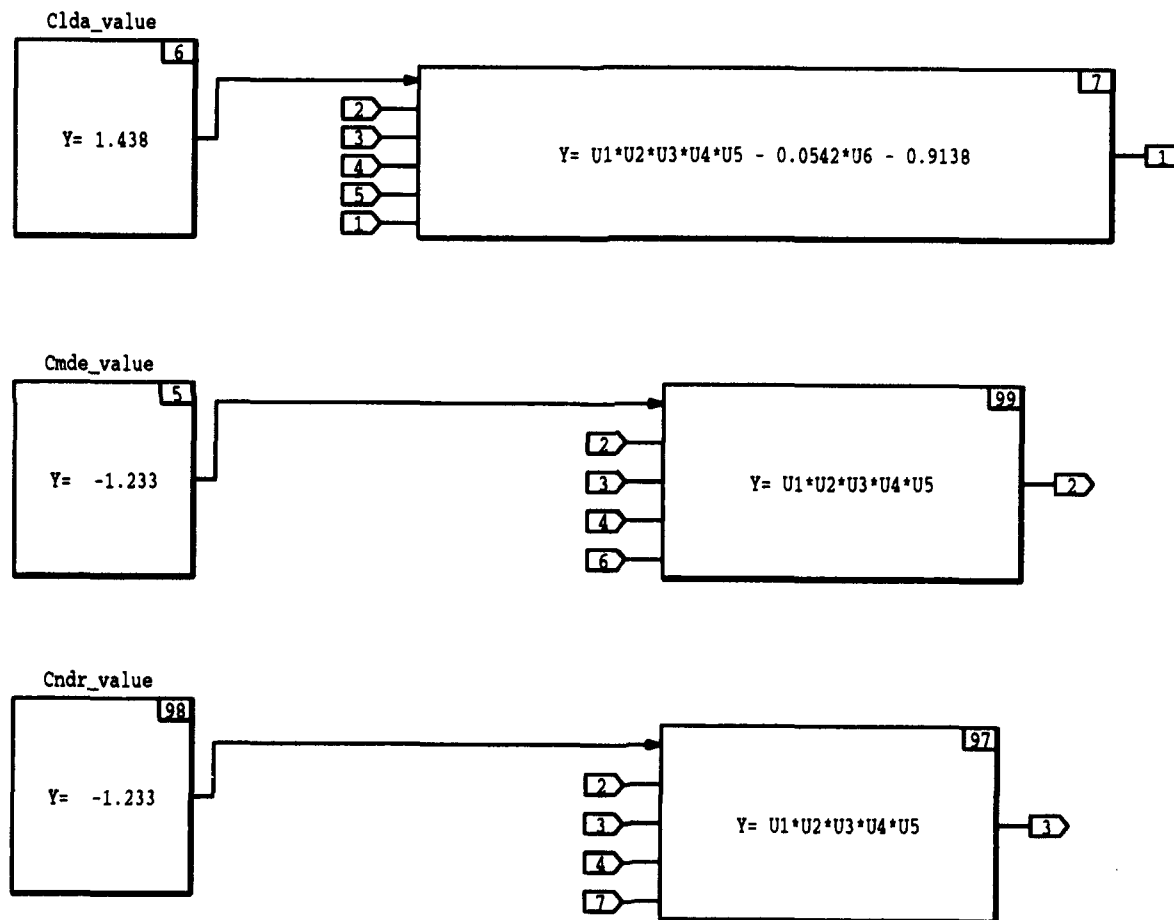 Clda_value
6
Y= 1.438
7
2
3
4
5
1
Y= U1*U2*U3*U4*U5 - 0.0542*U6 - 0.9138
1
Cmde_value
5
Y= -1.233
99
2
3
4
6
Y= U1*U2*U3*U4*U5
2
Cndr_value
98
Y= -1.233
97
2
3
4
7
Y= U1*U2*U3*U4*U5
3